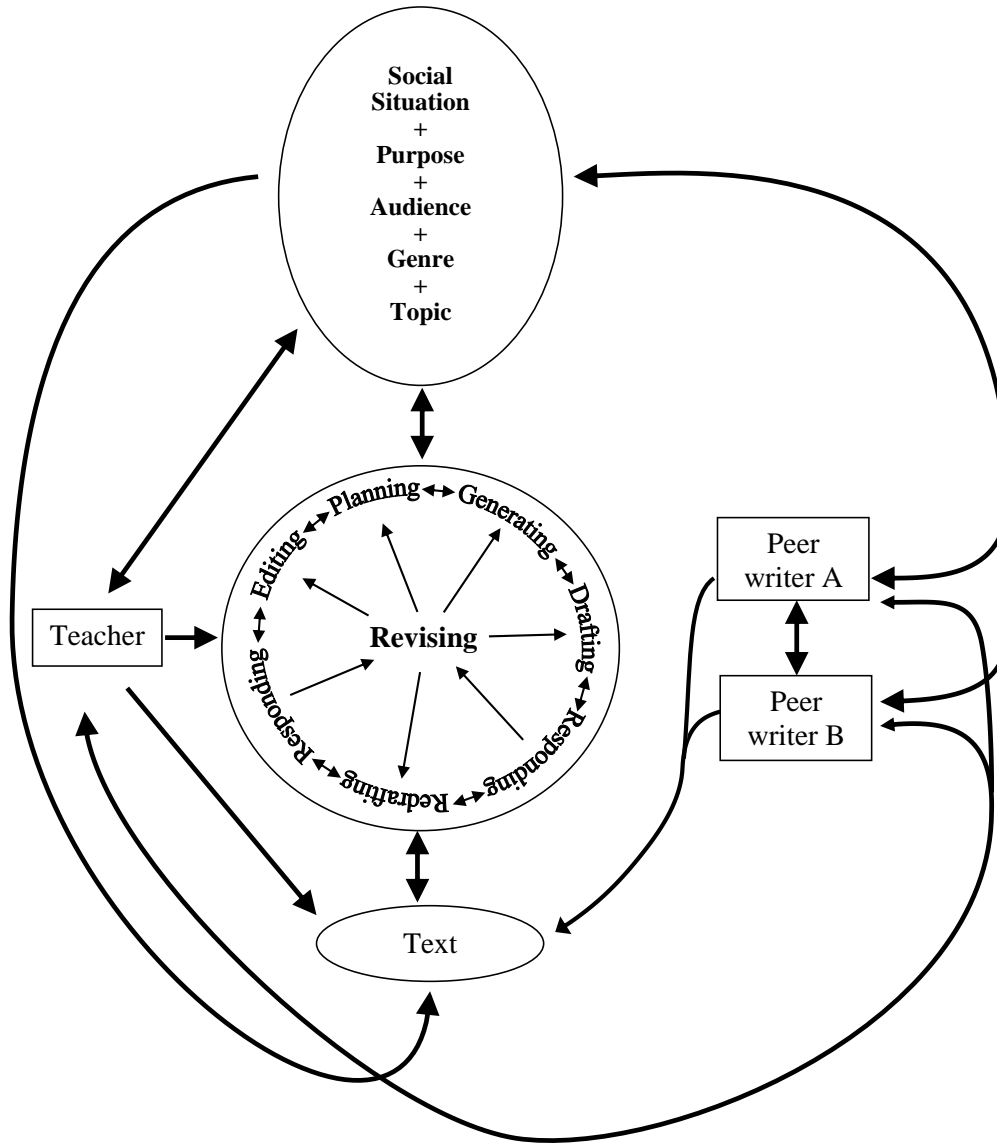 Social
Situation
+
Purpose
+
Audience
+
Genre
+
Topic
Planning
Generating
Drafting
Responding
Redrafting
Responding
Editing
Revising
Teacher
Peer
writer A
Peer
writer B
Text